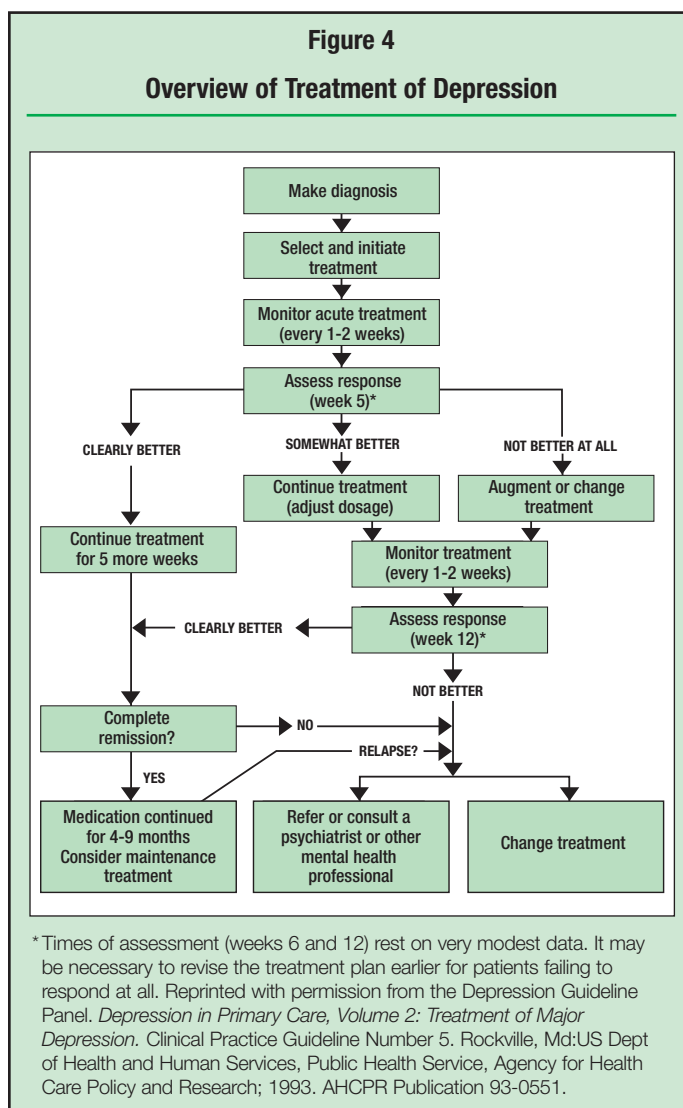 Figure 4
Overview of Treatment of Depression
Make diagnosis
Select and initiate
treatment
Monitor acute treatment
(every 1-2 weeks)
Assess response
(week 5)*
CLEARLY BETTER
SOMEWHAT BETTER
NOT BETTER AT ALL
Continue treatment
(adjust dosage)
Augment or change
treatment
Continue treatment
for 5 more weeks
Monitor treatment
(every 1-2 weeks)
CLEARLY BETTER
Assess response
(week 12)*
NOT BETTER
Complete
remission?
NO
RELAPSE?
YES
Medication continued
for 4-9 months
Consider maintenance
treatment
Refer or consult a
psychiatrist or other
mental health
professional
Change treatment
* Times of assessment (weeks 6 and 12) rest on very modest data. It may
be necessary to revise the treatment plan earlier for patients failing to
respond at all. Reprinted with permission from the Depression Guideline
Panel. Depression in Primary Care, Volume 2: Treatment of Major
Depression. Clinical Practice Guideline Number 5. Rockville, Md:US Dept
of Health and Human Services, Public Health Service, Agency for Health
Care Policy and Research; 1993. AHCPR Publication 93-0551.